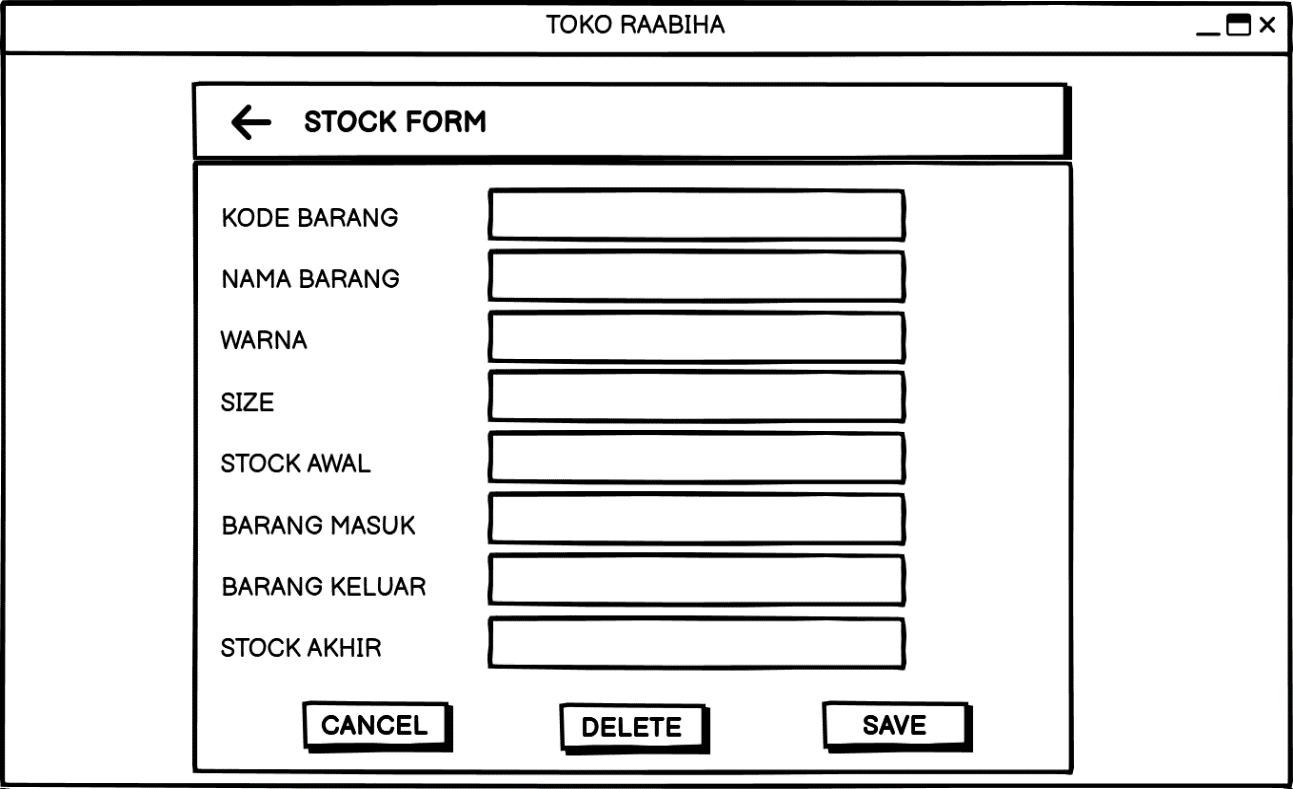 TOKO RAABIHA
STOCK FORM
KODE BARANG
NAMA BARANG
WARNA
SIZE
STOCK AWAL
BARANG MASUK
BARANG KELUAR
STOCK AKHIR
CANCEL DELETE SAVE